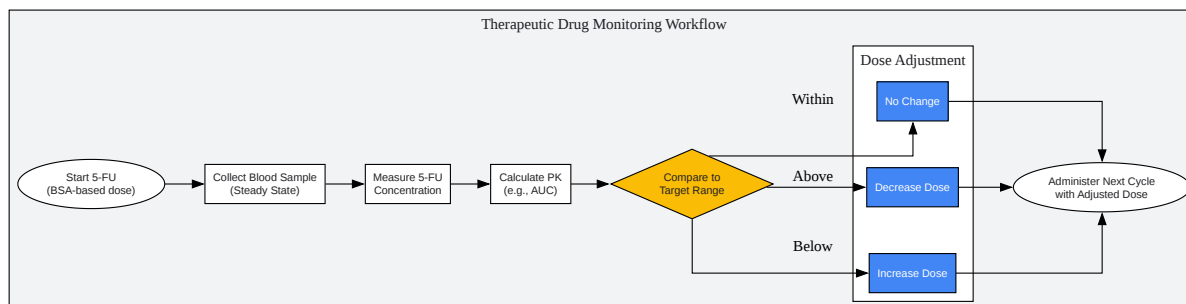 Therapeutic Drug Monitoring Workflow
Start 5-FU
(BSA-based dose)
Collect Blood Sample
(Steady State)
Measure 5-FU
Concentration
Calculate PK
(e.g., AUC)
Compare to
Target Range
Within
Above
Below
Dose Adjustment
No Change
Decrease Dose
Increase Dose
Administer Next Cycle
with Adjusted Dose